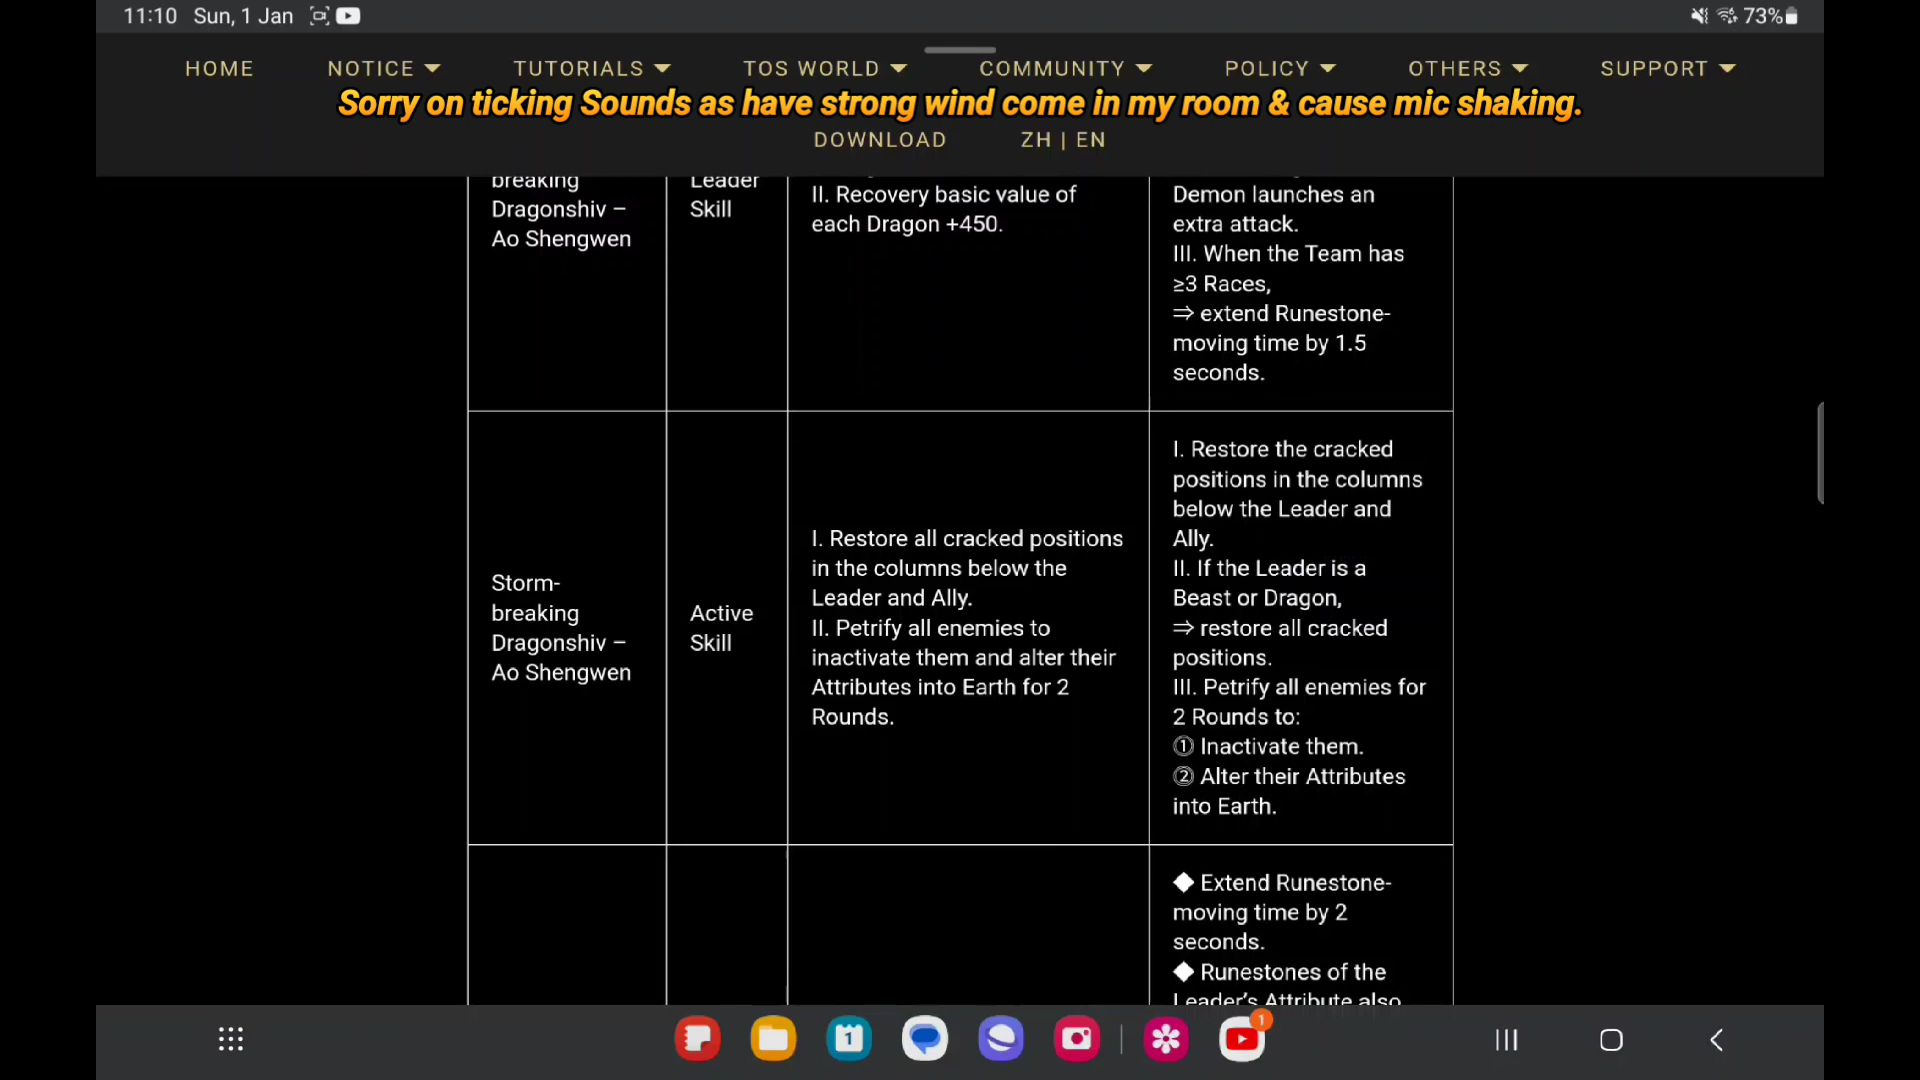 11:10 Sun, 1 Jan
73%
HOME NOTICE TUTORIALS TOS WORLD COMMUNITY POLICY OTHERS SUPPORT
Sorry on ticking Sounds as have strong wind come in my room & cause mic shaking.
DOWNLOAD ZH | EN
breaking
Dragonshiv –
Ao Shengwen
Leader
Skill
II. Recovery basic value of
each Dragon +450.
Demon launches an
extra attack.
III. When the Team has
≥3 Races,
⇒ extend Runestone-
moving time by 1.5
seconds.
Storm-
breaking
Dragonshiv –
Ao Shengwen
Active
Skill
I. Restore all cracked positions
in the columns below the
Leader and Ally.
II. Petrify all enemies to
inactivate them and alter their
Attributes into Earth for 2
Rounds.
I. Restore the cracked
positions in the columns
below the Leader and
Ally.
II. If the Leader is a
Beast or Dragon,
⇒ restore all cracked
positions.
III. Petrify all enemies for
2 Rounds to:
① Inactivate them.
② Alter their Attributes
into Earth.
◆ Extend Runestone-
moving time by 2
seconds.
◆ Runestones of the
Leader's Attribute also
1
1